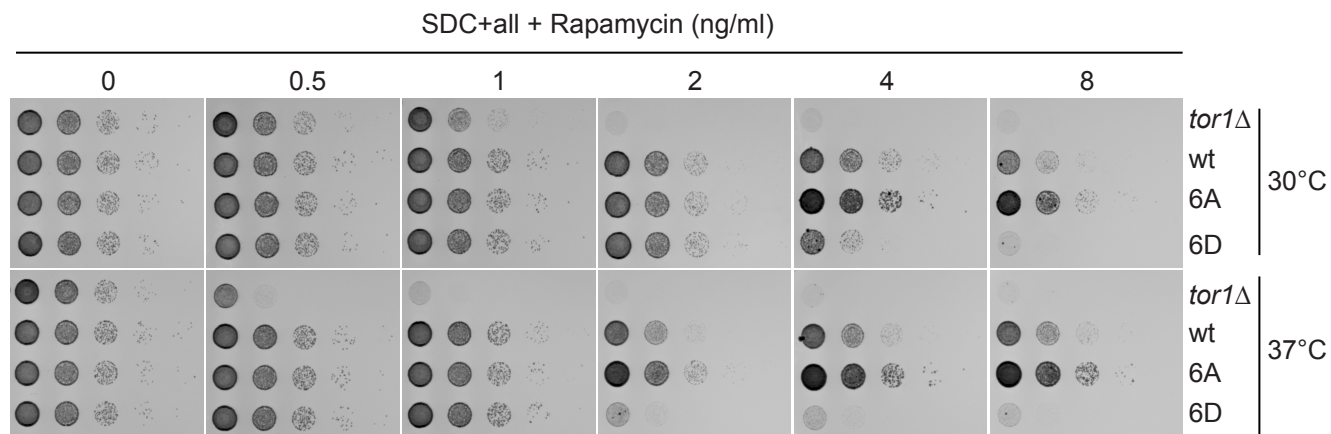 SDC+all + Rapamycin (ng/ml)
0 0.5 1 2 4 8
tor1Δ
wt
6A
6D
30°C
tor1Δ
wt
6A
6D
37°C